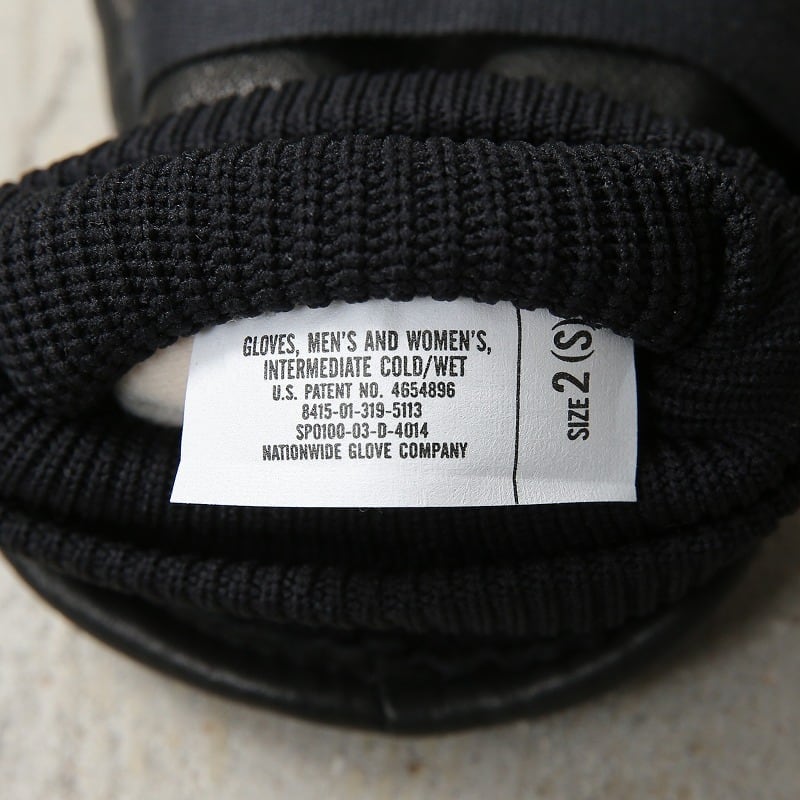 GLOVES, MEN'S AND WOMEN'S,
INTERMEDIATE COLD/WET
U.S. PATENT NO. 4654896
8415-01-319-5113
SPO100-03-D-4014
NATIONWIDE GLOVE COMPANY
SIZE 2 (S)